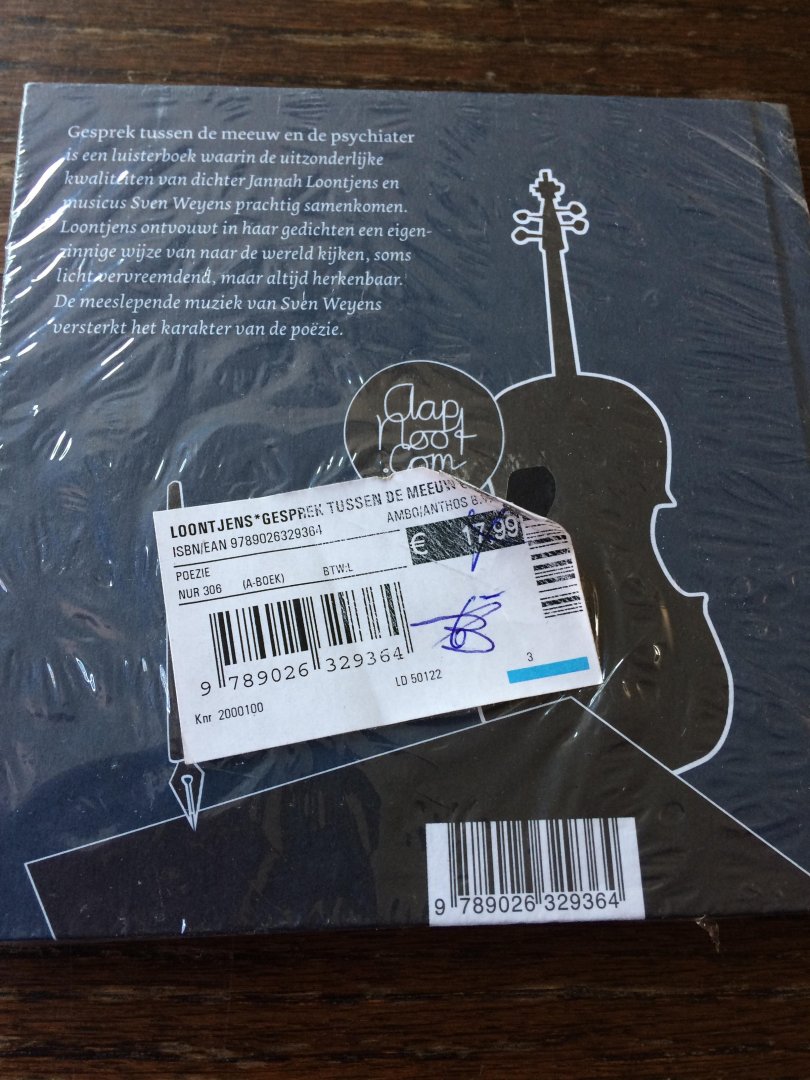 Gesprek tussen de meeuw en de psychiater
is een luisterboek waarin de uitzonderlijke
kwaliteiten van dichter Jannah Loontjens en
musicus Sven Weyens prachtig samenkomen.
Loontjens ontvouwt in haar gedichten een eigen-
zinnige wijze van naar de wereld kijken, soms
licht vervreemdend, maar altijd herkenbaar.
De meeslepende muziek van Sven Weyens
versterkt het karakter van de poëzie.
Aap
Noot
.Com
LOONTJENS*GESPREK TUSSEN DE MEEUW
ISBN/EAN 9789026329364
AMBO/ANTHOS B.V
€ 17,99
POEZIE
NUR 306 (A-BOEK) BTW:L
9 789026 329364
LD 50122
3
Knr 2000100
9 789026 329364